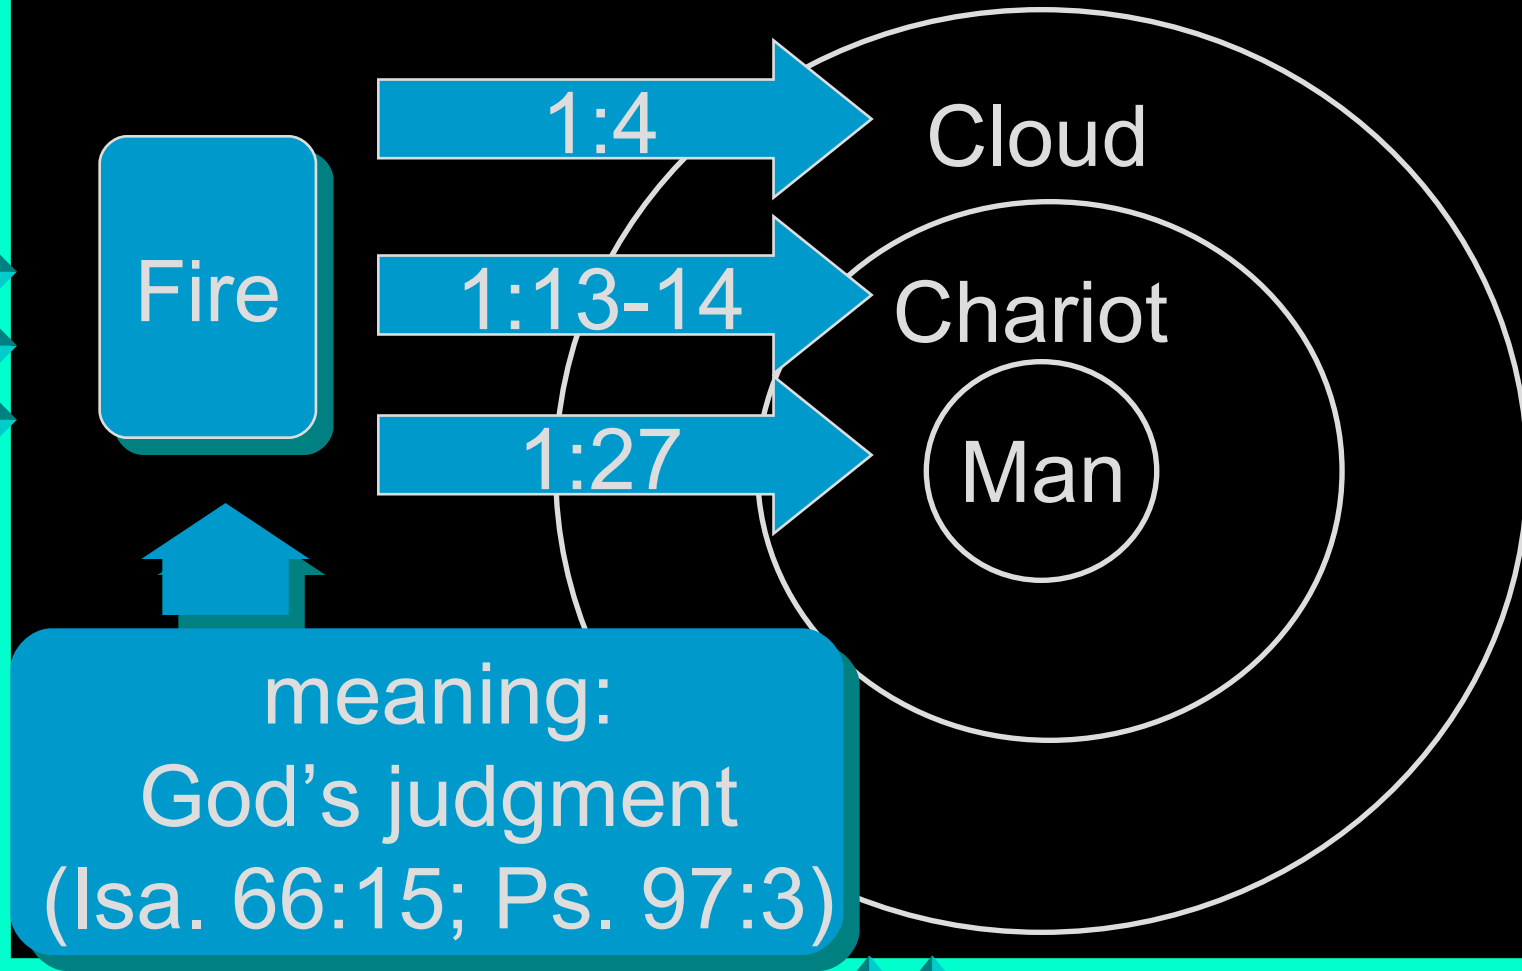 1:4
Cloud
Fire
1:13-14
Chariot
1:27
Man
meaning:
God’s judgment
(Isa. 66:15; Ps. 97:3)